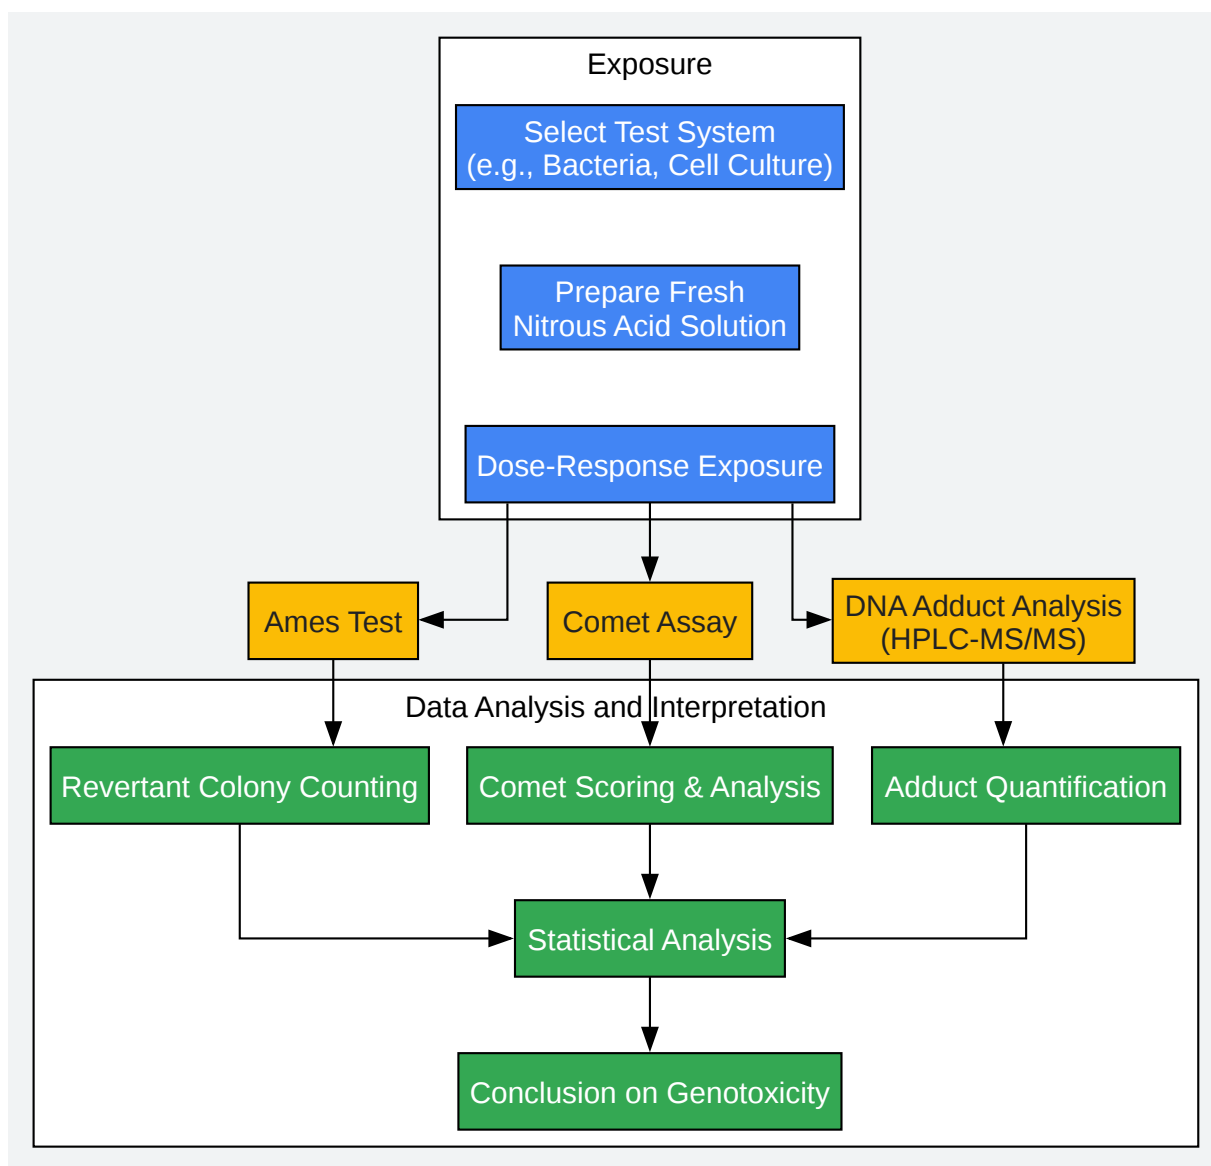 Exposure
Select Test System
(e.g., Bacteria, Cell Culture)
Prepare Fresh
Nitrous Acid Solution
Dose-Response Exposure
Ames Test
Comet Assay
DNA Adduct Analysis
(HPLC-MS/MS)
Data Analysis and Interpretation
Revertant Colony Counting
Comet Scoring & Analysis
Adduct Quantification
Statistical Analysis
Conclusion on Genotoxicity